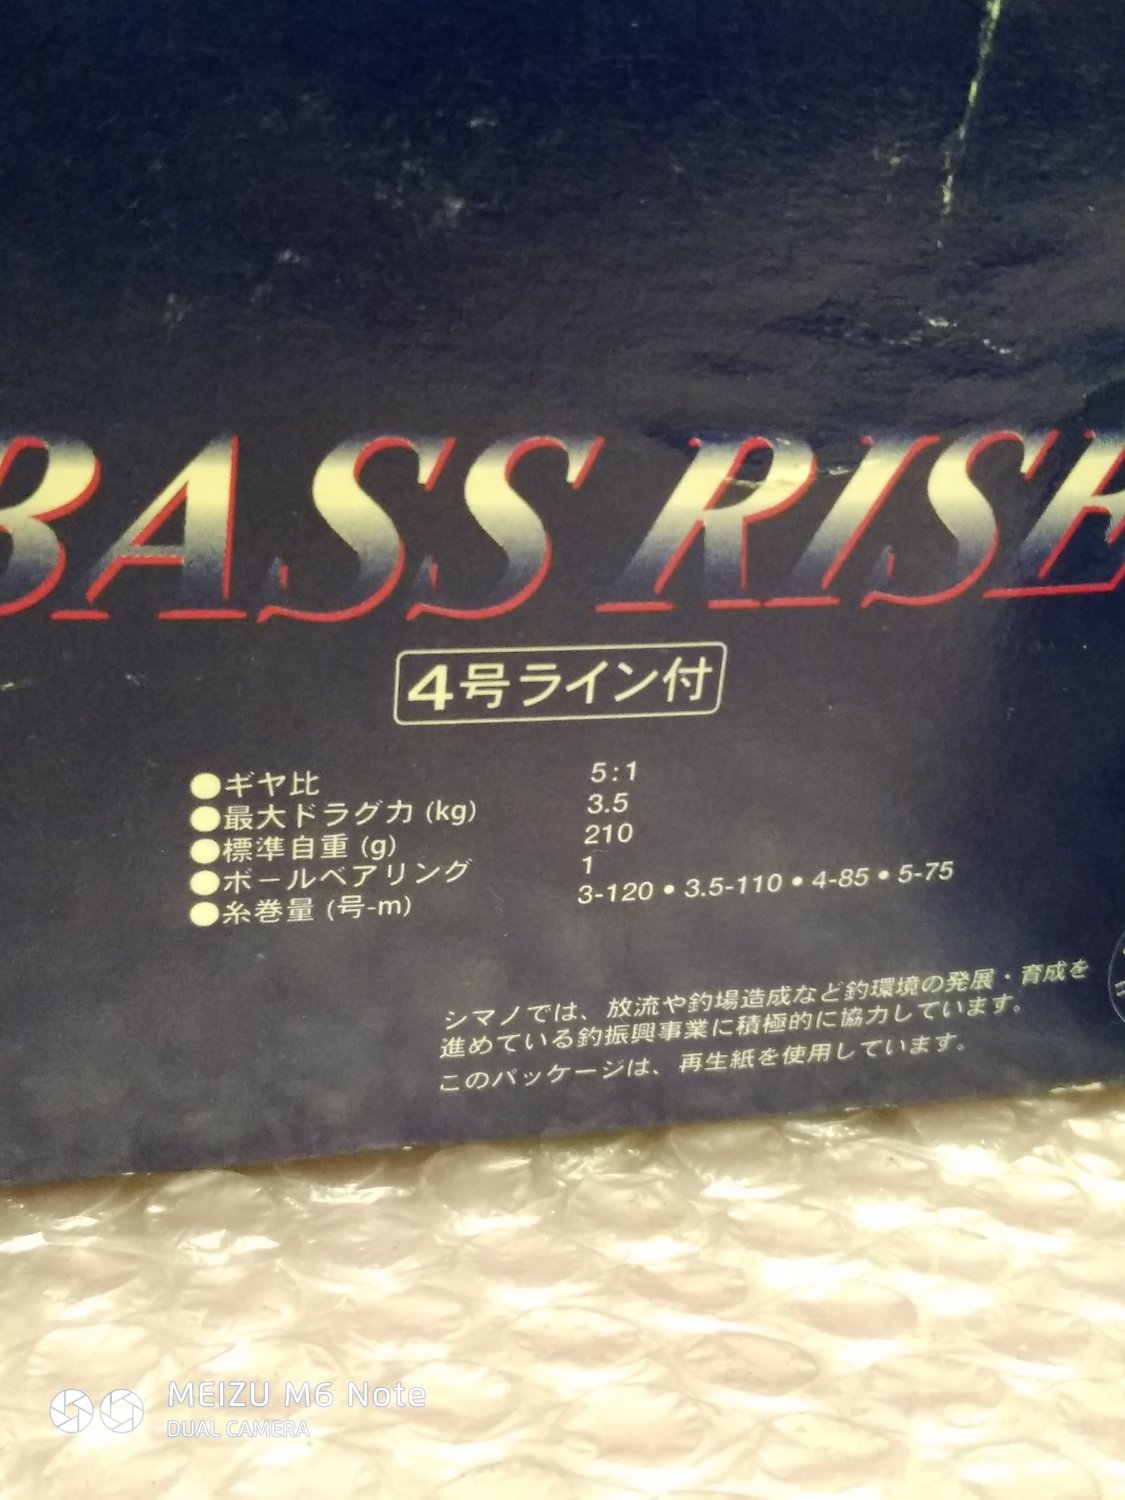 BASS RISE
4号ライン付
●ギヤ比 5:1
●最大ドラグ力 (kg) 3.5
●標準自重 (g) 210
●ボールベアリング 1
●糸巻量 (号-m) 3-120 • 3.5-110 • 4-85 • 5-75
シマノでは、放流や釣場造成など釣環境の発展・育成を
進めている釣振興事業に積極的に協力しています。
このパッケージは、再生紙を使用しています。
MEIZU M6 Note
DUAL CAMERA